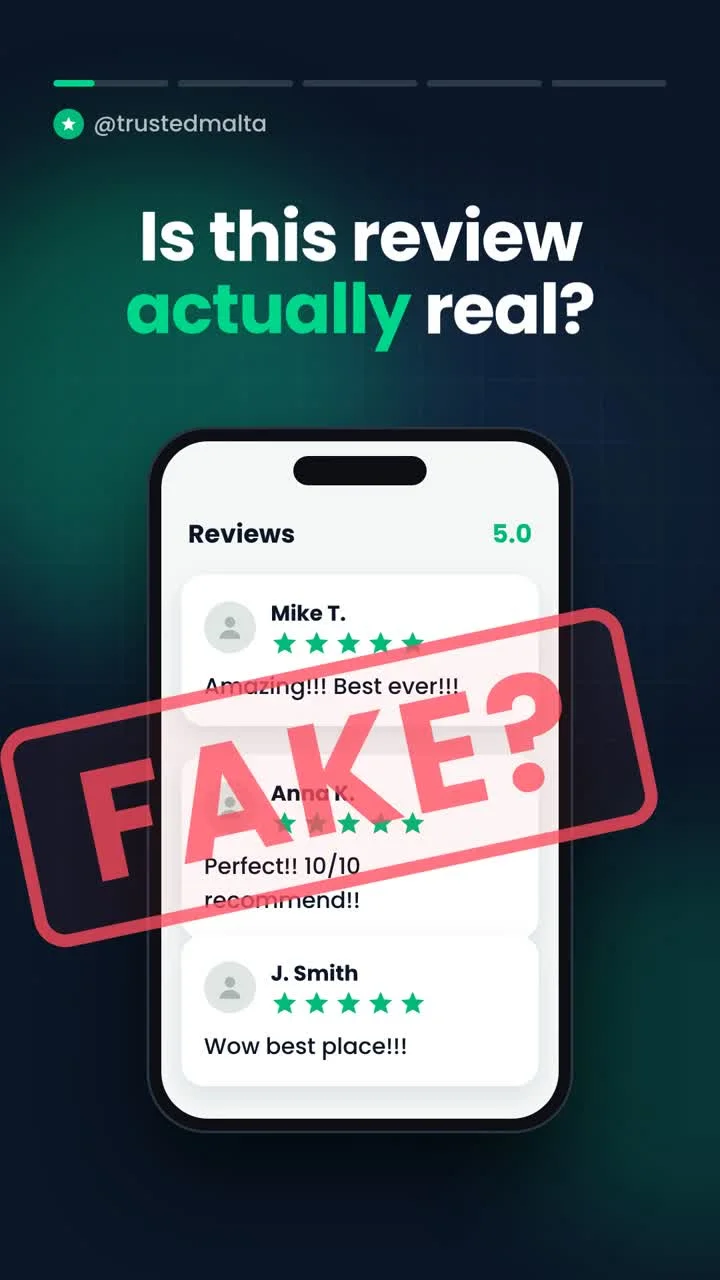 @trustedmalta
Is this review
actually real?
Reviews
5.0
Mike T.
Amazing!!! Best ever!!!
FAKE?
Anna K.
Perfect!! 10/10
recommend!!
J. Smith
Wow best place!!!